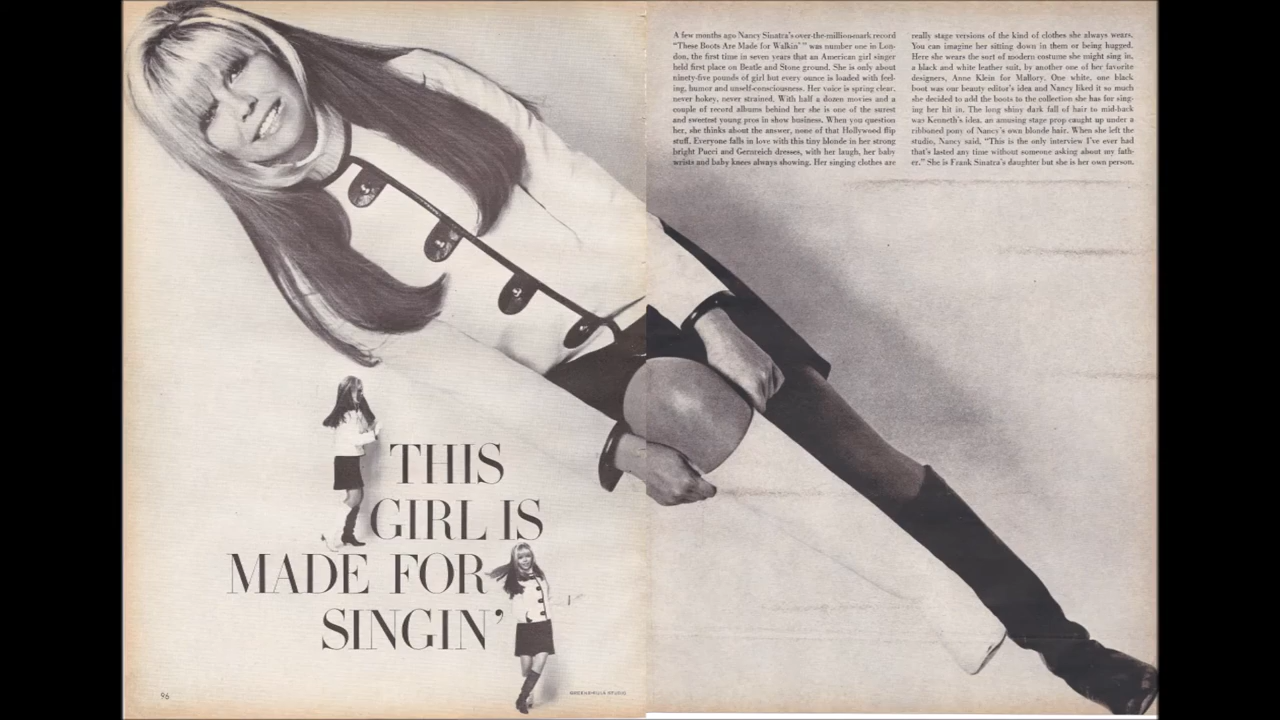 A few months ago Nancy Sinatra's over-the-million-mark record
"These Boots Are Made for Walkin' " was number one in Lon-
don, the first time in seven years that an American girl singer
held first place on Beatle and Stone ground. She is only about
ninety-five pounds of girl but every ounce is loaded with feel-
ing, humor and unself-consciousness. Her voice is spring clear,
never hokey, never strained. With half a dozen movies and a
couple of record albums behind her she is one of the surest
and sweetest young pros in show business. When you question
her, she thinks about the answer, none of that Hollywood flip
stuff. Everyone falls in love with this tiny blonde in her strong
bright Pucci and Gernreich dresses, with her laugh, her baby
wrists and baby knees always showing. Her singing clothes are
really stage versions of the kind of clothes she always wears.
You can imagine her sitting down in them or being hugged.
Here she wears the sort of modern costume she might sing in,
a black and white leather suit, by another one of her favorite
designers, Anne Klein for Mallory. One white, one black
boot was our beauty editor's idea and Nancy liked it so much
she decided to add the boots to the collection she has for sing-
ing her hit in. The long shiny dark fall of hair to mid-back
was Kenneth's idea, an amusing stage prop caught up under a
ribboned pony of Nancy's own blonde hair. When she left the
studio, Nancy said, "This is the only interview I've ever had
that's lasted any time without someone asking about my fath-
er." She is Frank Sinatra's daughter but she is her own person.
THIS
GIRL IS
MADE FOR
SINGIN'
96
STUDIO